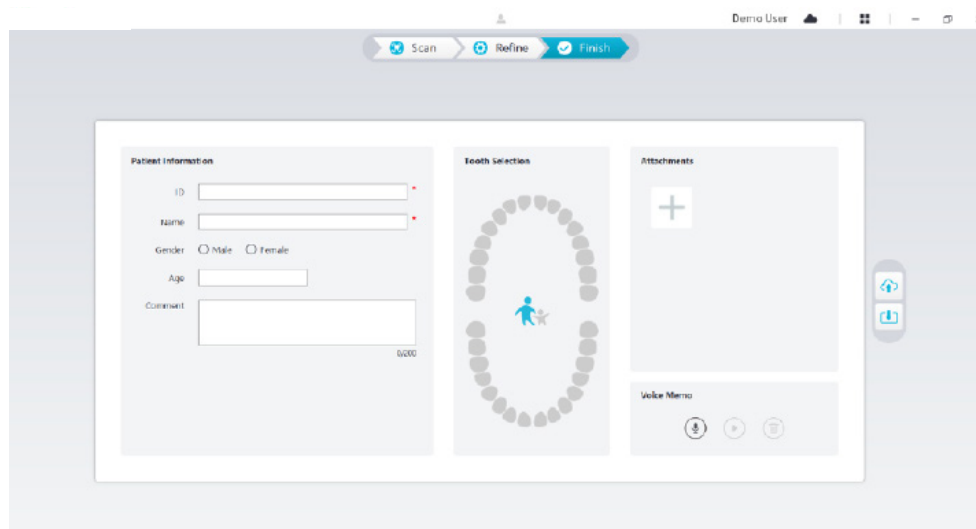 Demo User
Scan Refine Finish
Patient Information
ID *
Name *
Gender Male Female
Age
Comment
0/200
Tooth Selection
Attachments
Voice Memo